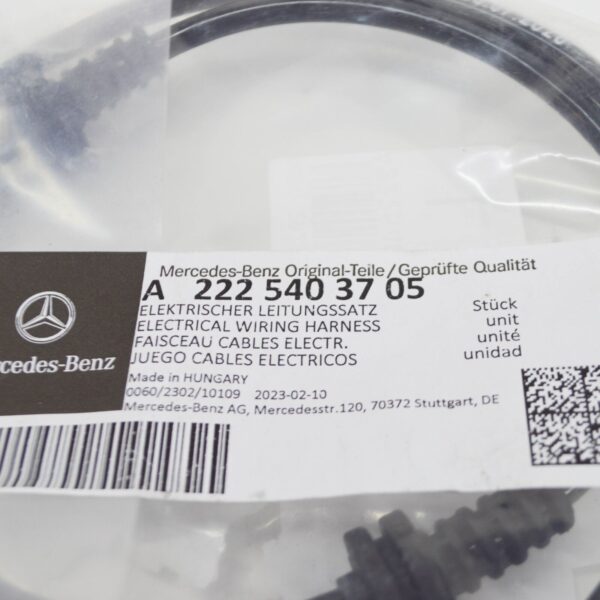 Mercedes-Benz Original-Teile/Geprüfte Qualität
A 222 540 37 05
ELEKTRISCHER LEITUNGSSATZ
ELECTRICAL WIRING HARNESS
FAISCEAU CABLES ELECTR.
JUEGO CABLES ELECTRICOS
Stück
unit
unité
unidad
rcedes-Benz
Made in HUNGARY
0060/2302/10109 2023-02-10
Mercedes-Benz AG, Mercedesstr.120, 70372 Stuttgart, DE